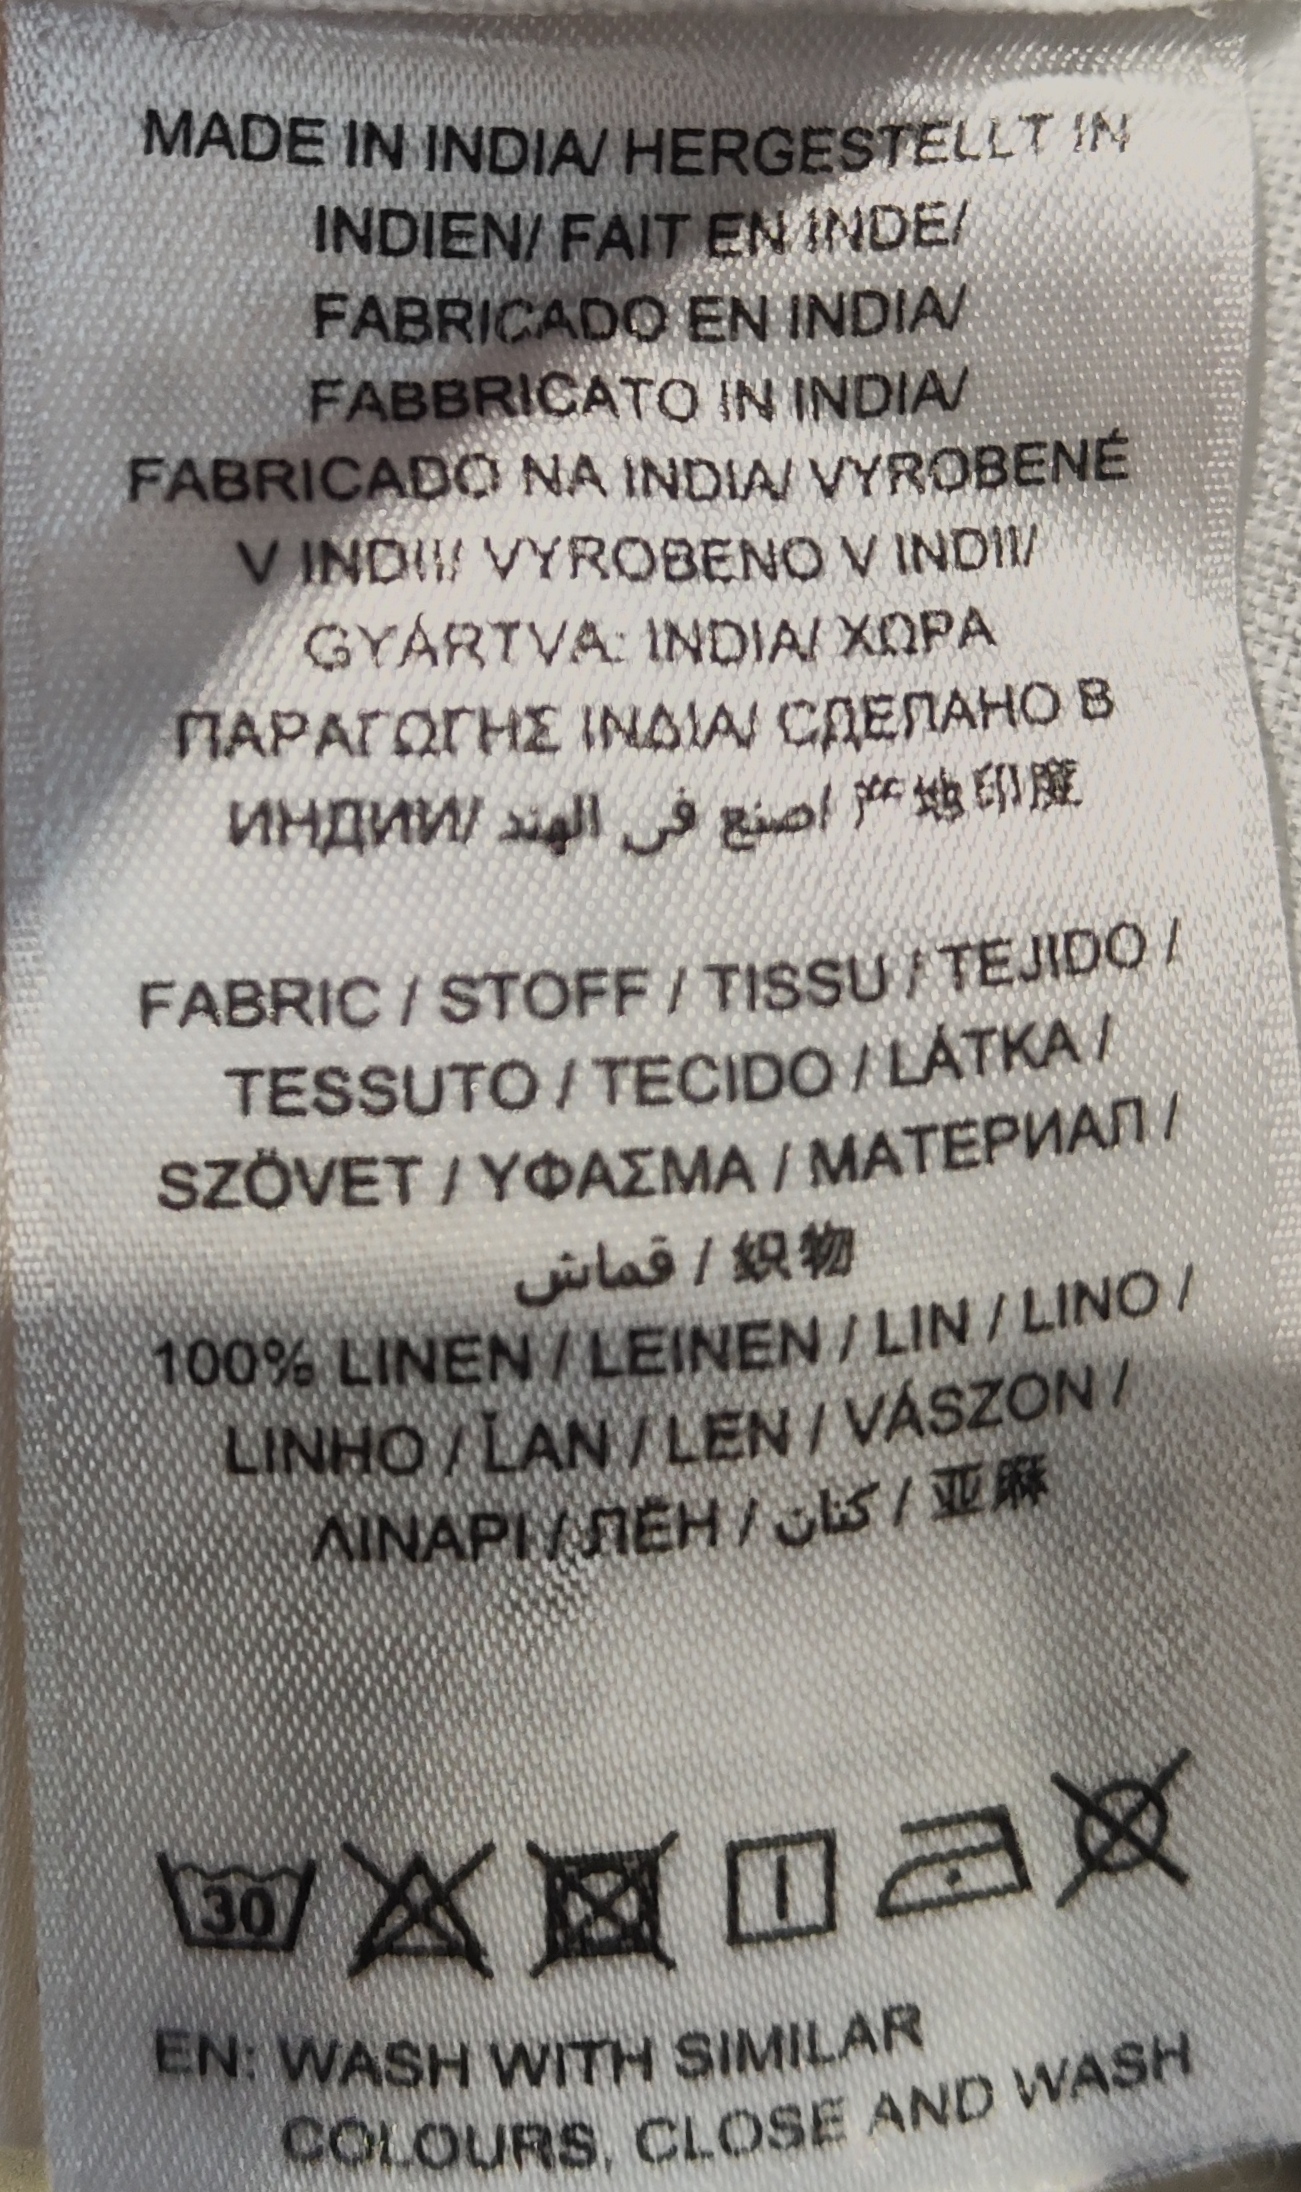 MADE IN INDIA/ HERGESTELLT IN
INDIEN/ FAIT EN INDE/
FABRICADO EN INDIA/
FABBRICATO IN INDIA/
FABRICADO NA INDIA/ VYROBENÉ
V INDII/ VYROBENO V INDII/
GYÁRTVA: INDIA/ ΧΩΡΑ
ΠΑΡΑΓΩΓΗΣ ΙΝΔΙΑ/ СДЕЛАНО В
ИНДИИ/ اصنع في الهند/ 产地印度
FABRIC / STOFF / TISSU / TEJIDO /
TESSUTO / TECIDO / LÁTKA /
SZÖVET / ΥΦΑΣΜΑ / МАТЕРИАЛ /
قماش / 织物
100% LINEN / LEINEN / LIN / LINO /
LINHO / ĽAN / LEN / VÁSZON /
ΛΙΝΑΡΙ / ЛЁН / كتان / 亚麻
30
EN: WASH WITH SIMILAR
COLOURS, CLOSE AND WASH